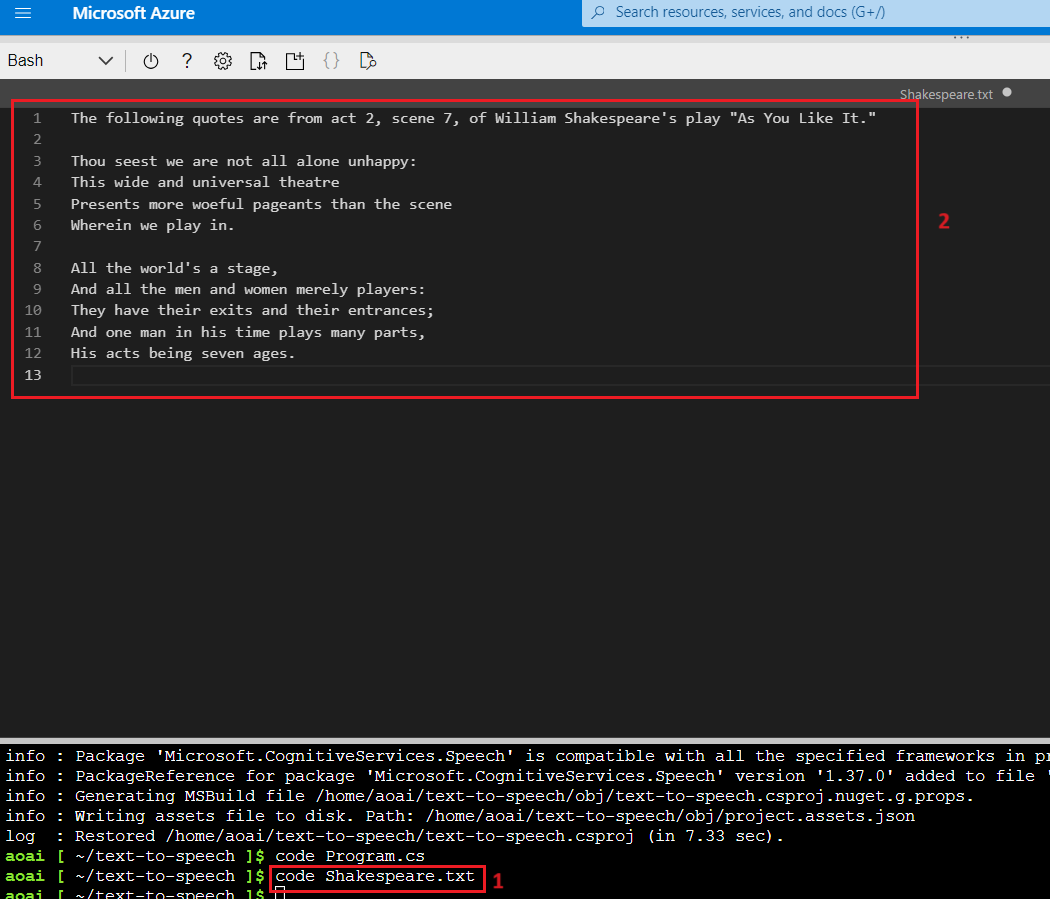 Microsoft Azure
Search resources, services, and docs (G+/)
Bash
Shakespeare.txt
1 The following quotes are from act 2, scene 7, of William Shakespeare's play "As You Like It."
2
3 Thou seest we are not all alone unhappy:
4 This wide and universal theatre
5 Presents more woeful pageants than the scene
6 Wherein we play in.
7
8 All the world's a stage,
9 And all the men and women merely players:
10 They have their exits and their entrances;
11 And one man in his time plays many parts,
12 His acts being seven ages.
13
2
info : Package 'Microsoft.CognitiveServices.Speech' is compatible with all the specified frameworks in pr
info : PackageReference for package 'Microsoft.CognitiveServices.Speech' version '1.37.0' added to file '
info : Generating MSBuild file /home/aoai/text-to-speech/obj/text-to-speech.csproj.nuget.g.props.
info : Writing assets file to disk. Path: /home/aoai/text-to-speech/obj/project.assets.json
log  : Restored /home/aoai/text-to-speech/text-to-speech.csproj (in 7.33 sec).
aoai [ ~/text-to-speech ]$ code Program.cs
aoai [ ~/text-to-speech ]$ code Shakespeare.txt 1
aoai [ ~/text-to-speech ]$